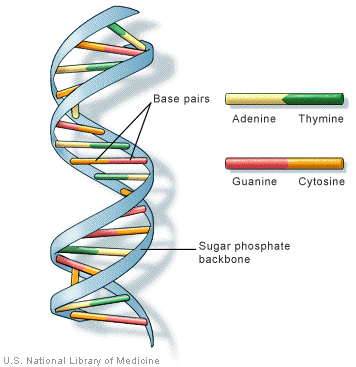 Base pairs
Adenine Thymine
Guanine Cytosine
Sugar phosphate
backbone
U.S. National Library of Medicine